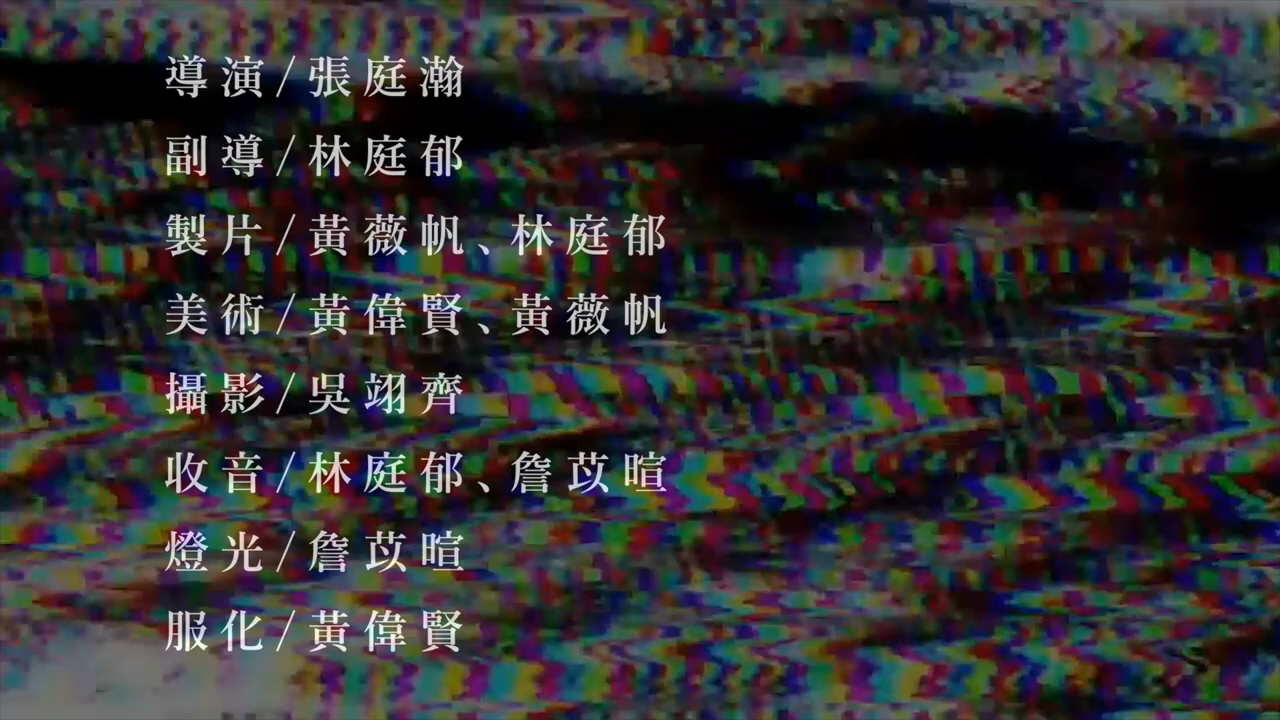 導演/張庭瀚
副導/林庭郁
製片/黃薇帆、林庭郁
美術/黃偉賢、黃薇帆
攝影/吳翊齊
收音/林庭郁、詹苡暄
燈光/詹苡暄
服化/黃偉賢